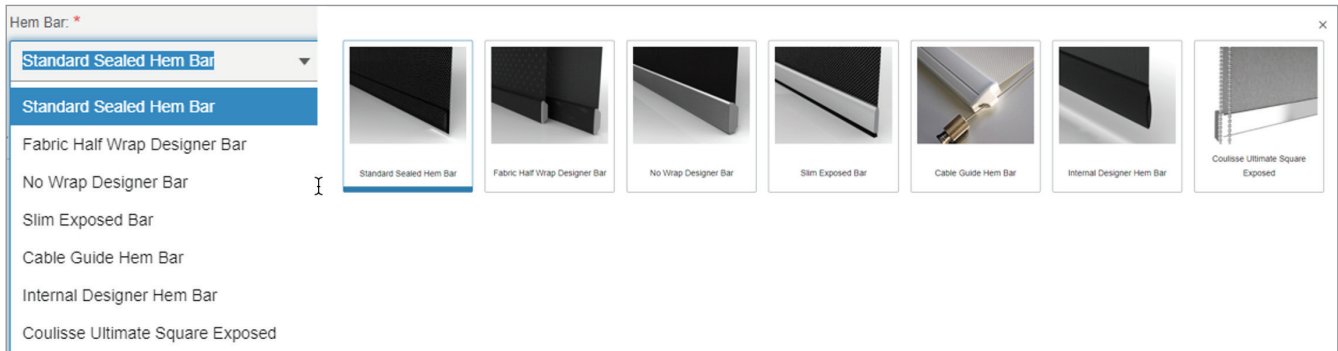 Hem Bar: *
×
Standard Sealed Hem Bar
Standard Sealed Hem Bar
Fabric Half Wrap Designer Bar
No Wrap Designer Bar
Slim Exposed Bar
Cable Guide Hem Bar
Internal Designer Hem Bar
Coulisse Ultimate Square Exposed
Standard Sealed Hem Bar
Fabric Half Wrap Designer Bar
No Wrap Designer Bar
Slim Exposed Bar
Cable Guide Hem Bar
Internal Designer Hem Bar
Coulisse Ultimate Square
Exposed